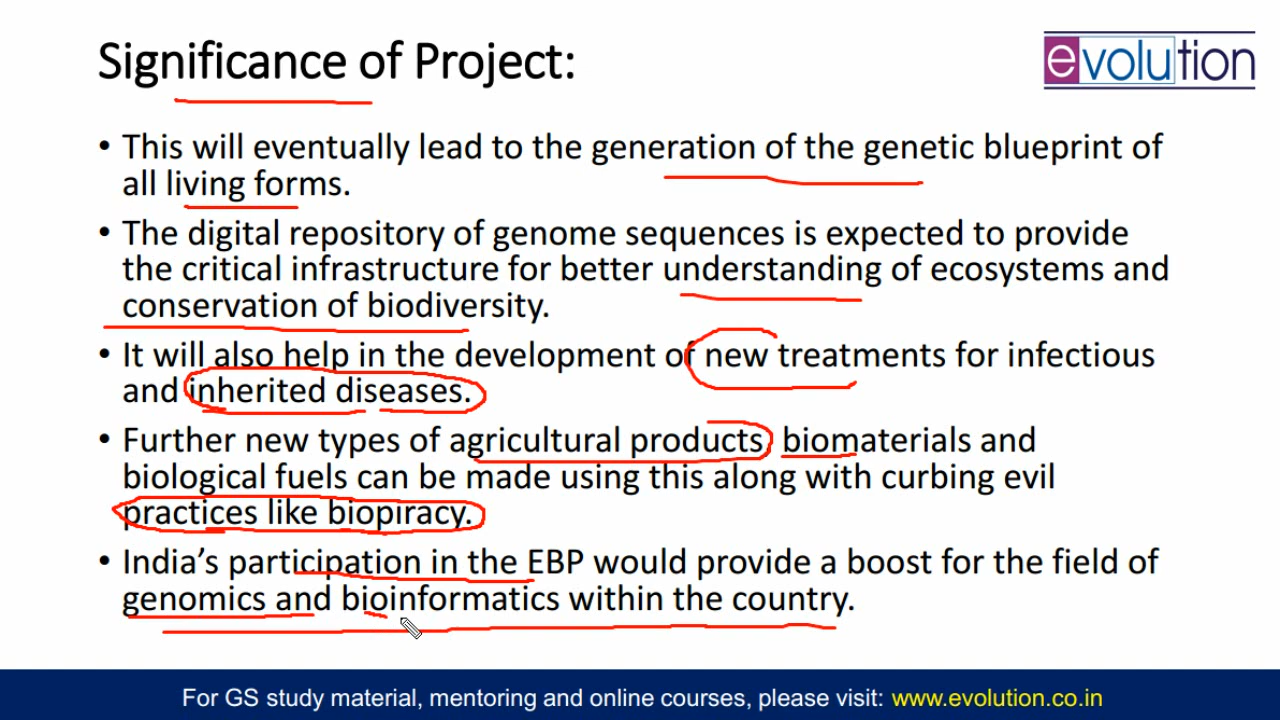 Significance of Project:
evolution
• This will eventually lead to the generation of the genetic blueprint of
all living forms.
• The digital repository of genome sequences is expected to provide
the critical infrastructure for better understanding of ecosystems and
conservation of biodiversity.
• It will also help in the development of new treatments for infectious
and inherited diseases.
• Further new types of agricultural products, biomaterials and
biological fuels can be made using this along with curbing evil
practices like biopiracy.
• India's participation in the EBP would provide a boost for the field of
genomics and bioinformatics within the country.
For GS study material, mentoring and online courses, please visit: www.evolution.co.in